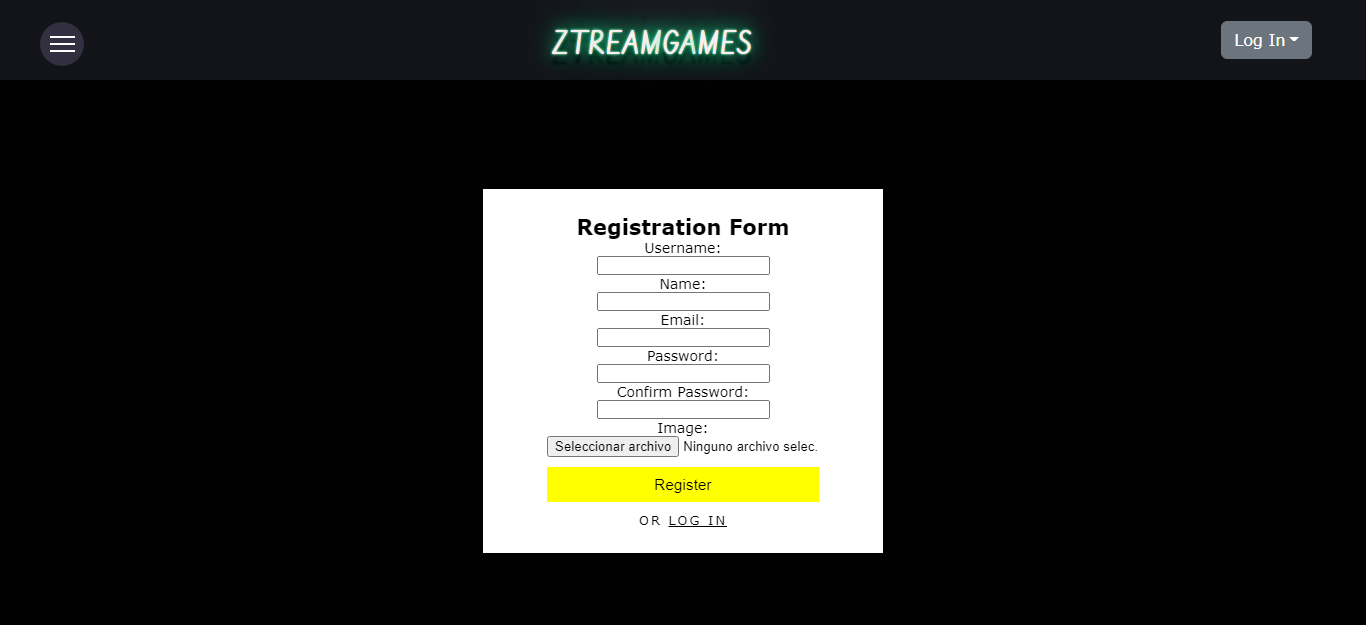 ZTREAMGAMES
Log In
Registration Form
Username:
Name:
Email:
Password:
Confirm Password:
Image:
Seleccionar archivo Ninguno archivo selec.
Register
OR LOG IN